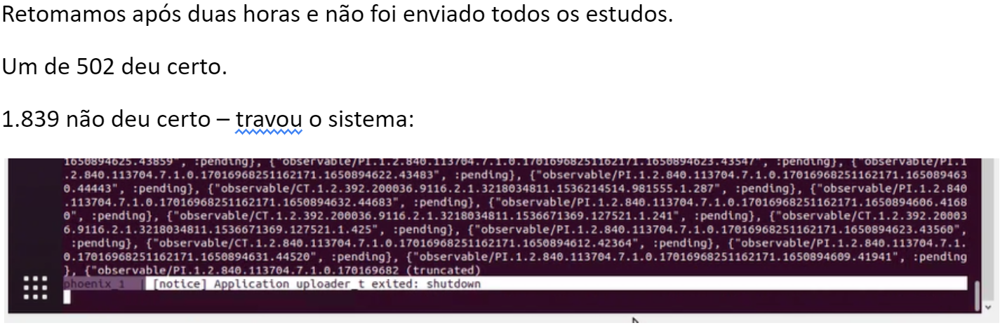 Retomamos após duas horas e não foi enviado todos os estudos.
Um de 502 deu certo.
1.839 não deu certo – travou o sistema:
1650894625.43859", :pending}, {"observable/PI.1.2.840.113704.7.1.0.17016968251162171.1650894623.43547", :pending}, {"observable/PI.1
.2.840.113704.7.1.0.17016968251162171.1650894622.43483", :pending}, {"observable/PI.1.2.840.113704.7.1.0.17016968251162171.165089463
0.44443", :pending}, {"observable/CT.1.2.392.200036.9116.2.1.3218034811.1536214514.981555.1.287", :pending}, {"observable/PI.1.2.840
.113704.7.1.0.17016968251162171.1650894632.44683", :pending}, {"observable/PI.1.2.840.113704.7.1.0.17016968251162171.1650894606.4168
0", :pending}, {"observable/CT.1.2.392.200036.9116.2.1.3218034811.1536671369.127521.1.241", :pending}, {"observable/CT.1.2.392.20003
6.9116.2.1.3218034811.1536671369.127521.1.425", :pending}, {"observable/PI.1.2.840.113704.7.1.0.17016968251162171.1650894623.43560",
:pending}, {"observable/CT.1.2.840.113704.7.1.0.17016968251162171.1650894612.42364", :pending}, {"observable/PI.1.2.840.113704.7.1.
0.17016968251162171.1650894631.44520", :pending}, {"observable/PI.1.2.840.113704.7.1.0.17016968251162171.1650894609.41941", :pending
}, {"observable/PI.1.2.840.113704.7.1.0.170169682 (truncated)
phoenix_1 | [notice] Application uploader_t exited: shutdown